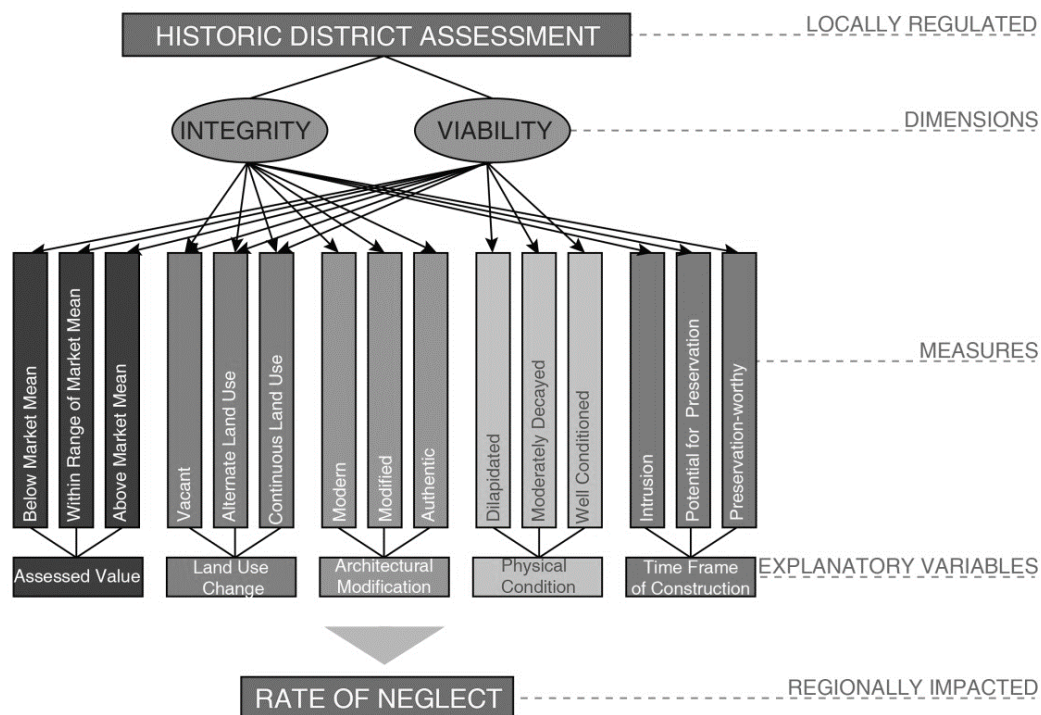 HISTORIC DISTRICT ASSESSMENT
LOCALLY REGULATED
INTEGRITY
VIABILITY
DIMENSIONS
Below Market Mean
Within Range of Market Mean
Above Market Mean
Vacant
Alternate Land Use
Continuous Land Use
Modern
Modified
Authentic
Dilapidated
Moderately Decayed
Well Conditioned
Intrusion
Potential for Preservation
Preservation-worthy
MEASURES
Assessed Value
Land Use
Change
Architectural
Modification
Physical
Condition
Time Frame
of Construction
EXPLANATORY VARIABLES
RATE OF NEGLECT
REGIONALLY IMPACTED